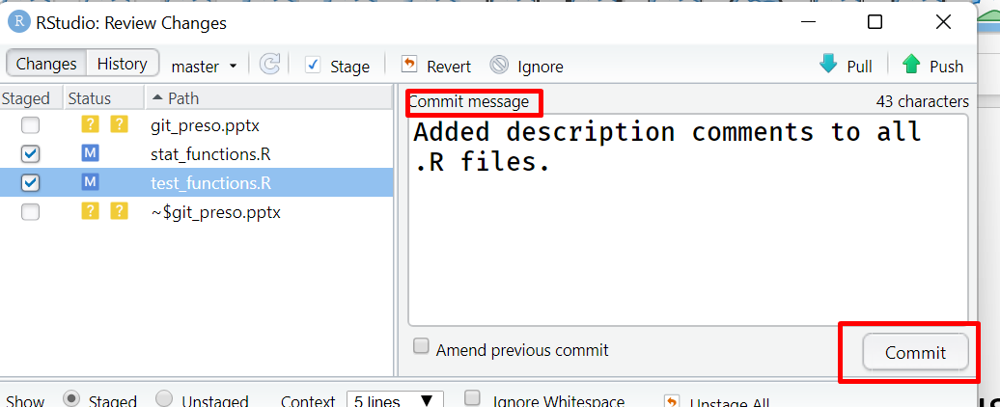 R RStudio: Review Changes
Changes History master Stage Revert Ignore Pull Push
Staged Status Path
? ? git_preso.pptx
M stat_functions.R
M test_functions.R
? ? ~$git_preso.pptx
Commit message 43 characters
Added description comments to all
.R files.
Amend previous commit Commit
Show Staged Unstaged Context 5 lines Ignore Whitespace Unstage All